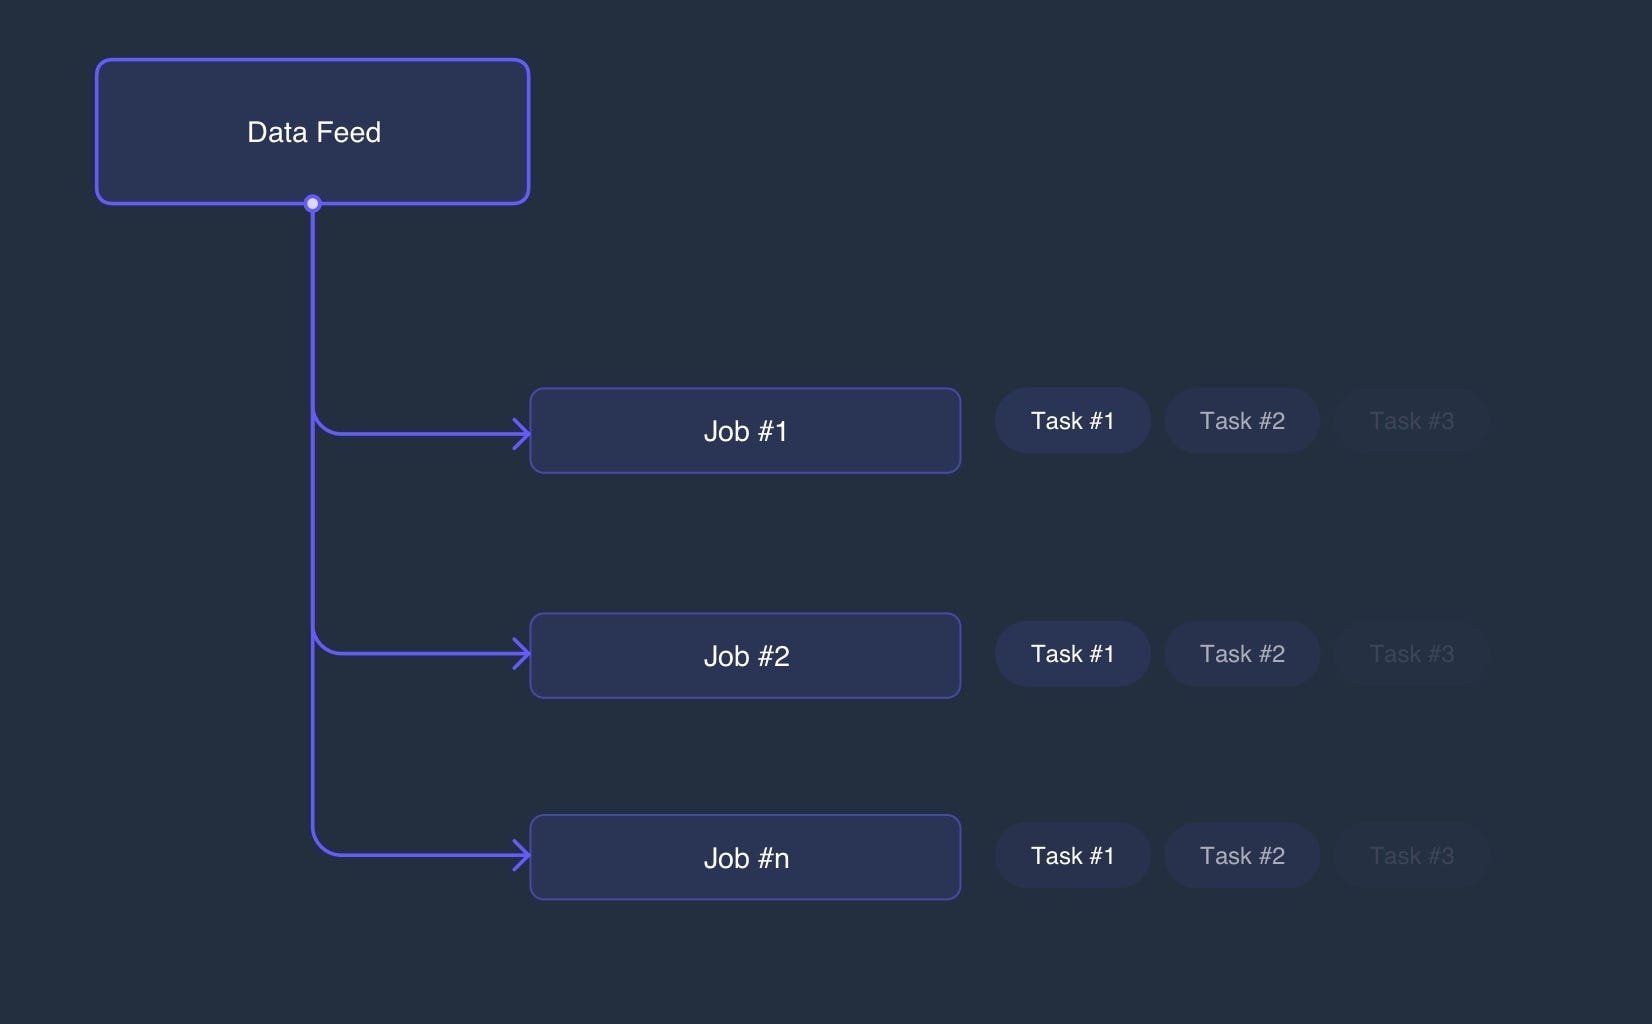 Data Feed
Job #1
Task #1
Task #2
Task #3
Job #2
Task #1
Task #2
Task #3
Job #n
Task #1
Task #2
Task #3